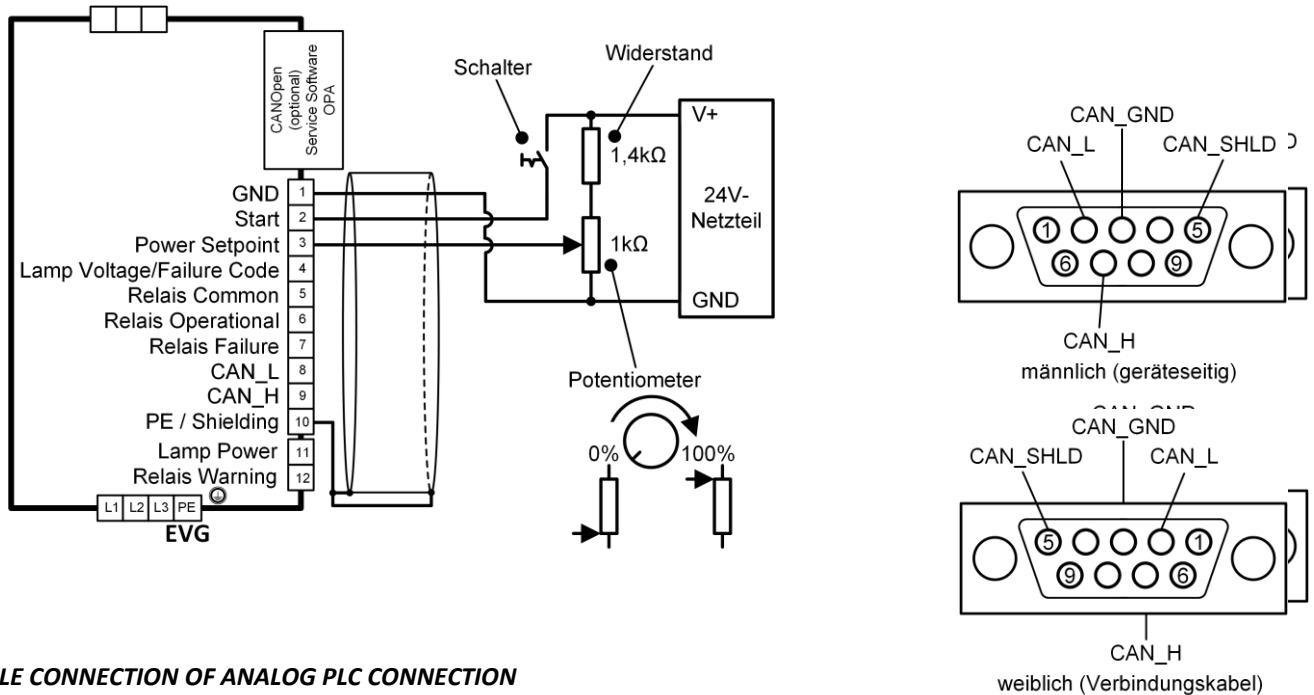 CANOpen
(optional)
Service Software
OPA
GND 1
Start 2
Power Setpoint 3
Lamp Voltage/Failure Code 4
Relais Common 5
Relais Operational 6
Relais Failure 7
CAN_L 8
CAN_H 9
PE / Shielding 10
Lamp Power 11
Relais Warning 12
L1 L2 L3 PE
EVG
Schalter
Widerstand
1,4kΩ
1kΩ
V+
24V-
Netzteil
GND
Potentiometer
0% 100%
CAN_GND
CAN_L CAN_SHLD
1 5
6 9
CAN_H
männlich (geräteseitig)
CAN_GND
CAN_SHLD CAN_L
5 1
9 6
CAN_H
weiblich (Verbindungskabel)
LE CONNECTION OF ANALOG PLC CONNECTION